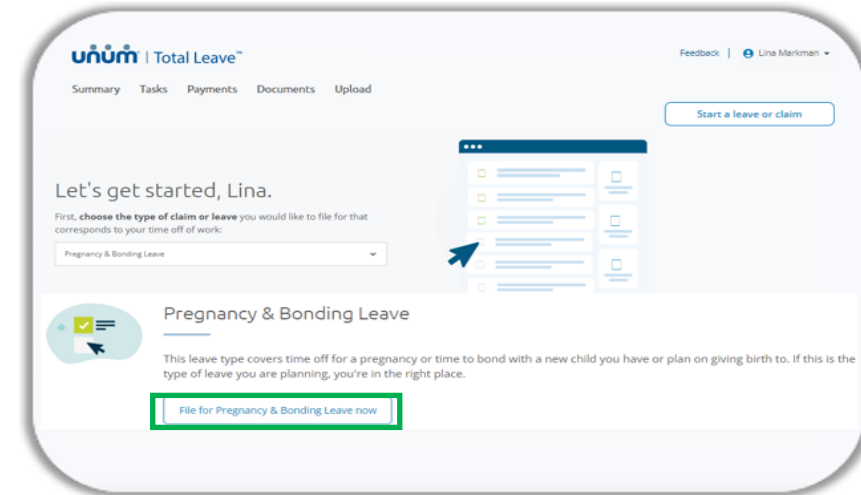 unum | Total Leave™
Feedback | Lina Markman
Summary Tasks Payments Documents Upload
Start a leave or claim
Let's get started, Lina.
First, choose the type of claim or leave you would like to file for that
corresponds to your time off of work:
Pregnancy & Bonding Leave
Pregnancy & Bonding Leave
This leave type covers time off for a pregnancy or time to bond with a new child you have or plan on giving birth to. If this is the
type of leave you are planning, you're in the right place.
File for Pregnancy & Bonding Leave now